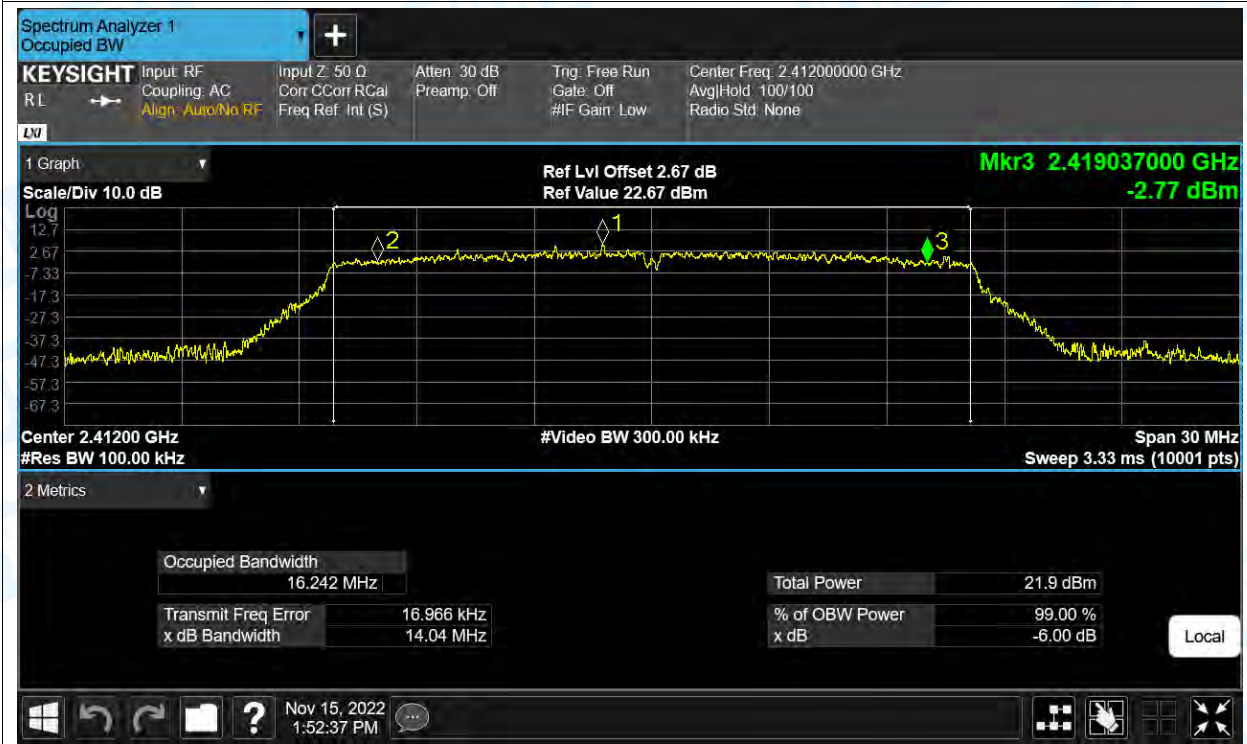 Spectrum Analyzer 1
Occupied BW
KEYSIGHT
RL
LXI
Input: RF
Coupling: AC
Align: Auto/No RF
Input Z: 50 Ω
Corr CCorr RCal
Freq Ref: Int (S)
Atten: 30 dB
Preamp: Off
Trig: Free Run
Gate: Off
#IF Gain: Low
Center Freq: 2.412000000 GHz
Avg|Hold: 100/100
Radio Std: None
1 Graph
Scale/Div 10.0 dB
Ref Lvl Offset 2.67 dB
Ref Value 22.67 dBm
Mkr3 2.419037000 GHz
-2.77 dBm
Log
12.7
2.67
-7.33
-17.3
-27.3
-37.3
-47.3
-57.3
-67.3
2
1
3
Center 2.41200 GHz
#Res BW 100.00 kHz
#Video BW 300.00 kHz
Span 30 MHz
Sweep 3.33 ms (10001 pts)
2 Metrics
Occupied Bandwidth
16.242 MHz
Transmit Freq Error 16.966 kHz
x dB Bandwidth 14.04 MHz
Total Power 21.9 dBm
% of OBW Power 99.00 %
x dB -6.00 dB
Local
?
Nov 15, 2022
1:52:37 PM